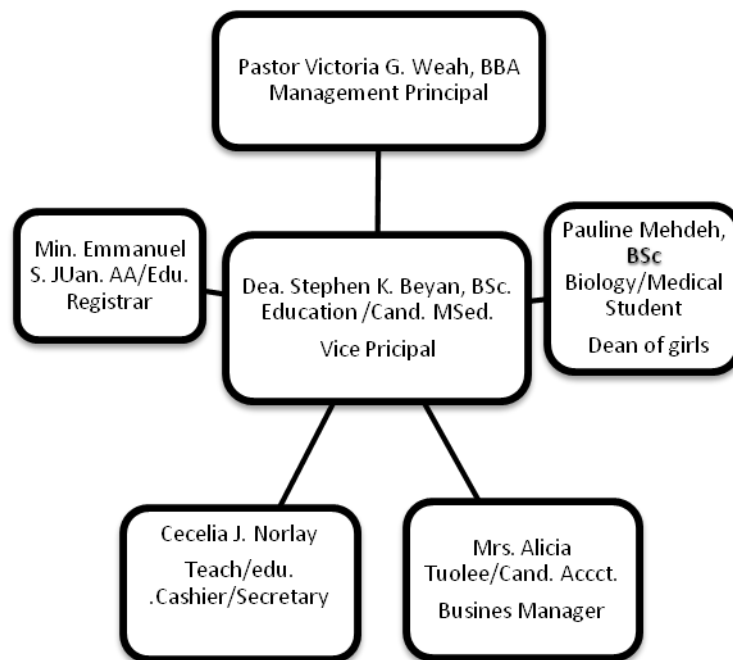 Pastor Victoria G. Weah, BBA
Management Principal
Min. Emmanuel
S. JUan. AA/Edu.
Registrar
Dea. Stephen K. Beyan, BSc.
Education /Cand. MSed.
Vice Pricipal
Pauline Mehdeh,
BSc
Biology/Medical
Student
Dean of girls
Cecelia J. Norlay
Teach/edu.
.Cashier/Secretary
Mrs. Alicia
Tuolee/Cand. Accct.
Busines Manager